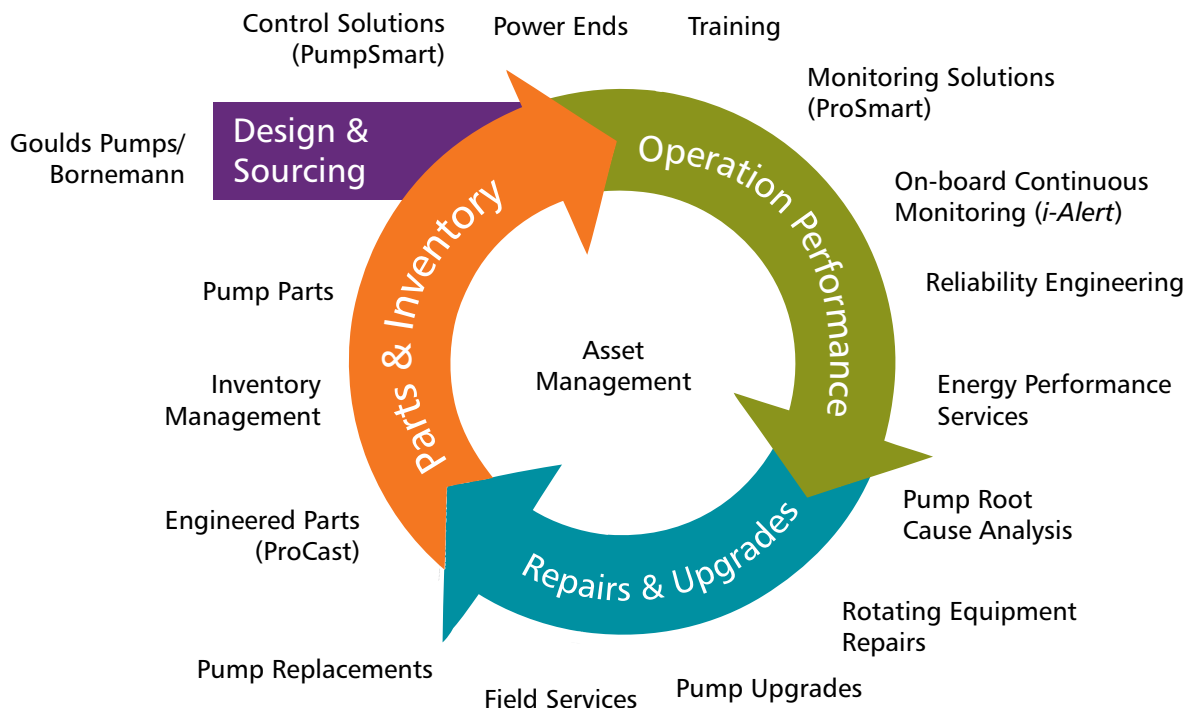 Control Solutions
(PumpSmart)
Power Ends
Training
Monitoring Solutions
(ProSmart)
Design &
Sourcing
Goulds Pumps/
Bornemann
Operation Performance
On-board Continuous
Monitoring (i-Alert)
Parts & Inventory
Pump Parts
Reliability Engineering
Asset
Management
Inventory
Management
Energy Performance
Services
Engineered Parts
(ProCast)
Pump Root
Cause Analysis
Repairs & Upgrades
Rotating Equipment
Repairs
Pump Replacements
Field Services
Pump Upgrades